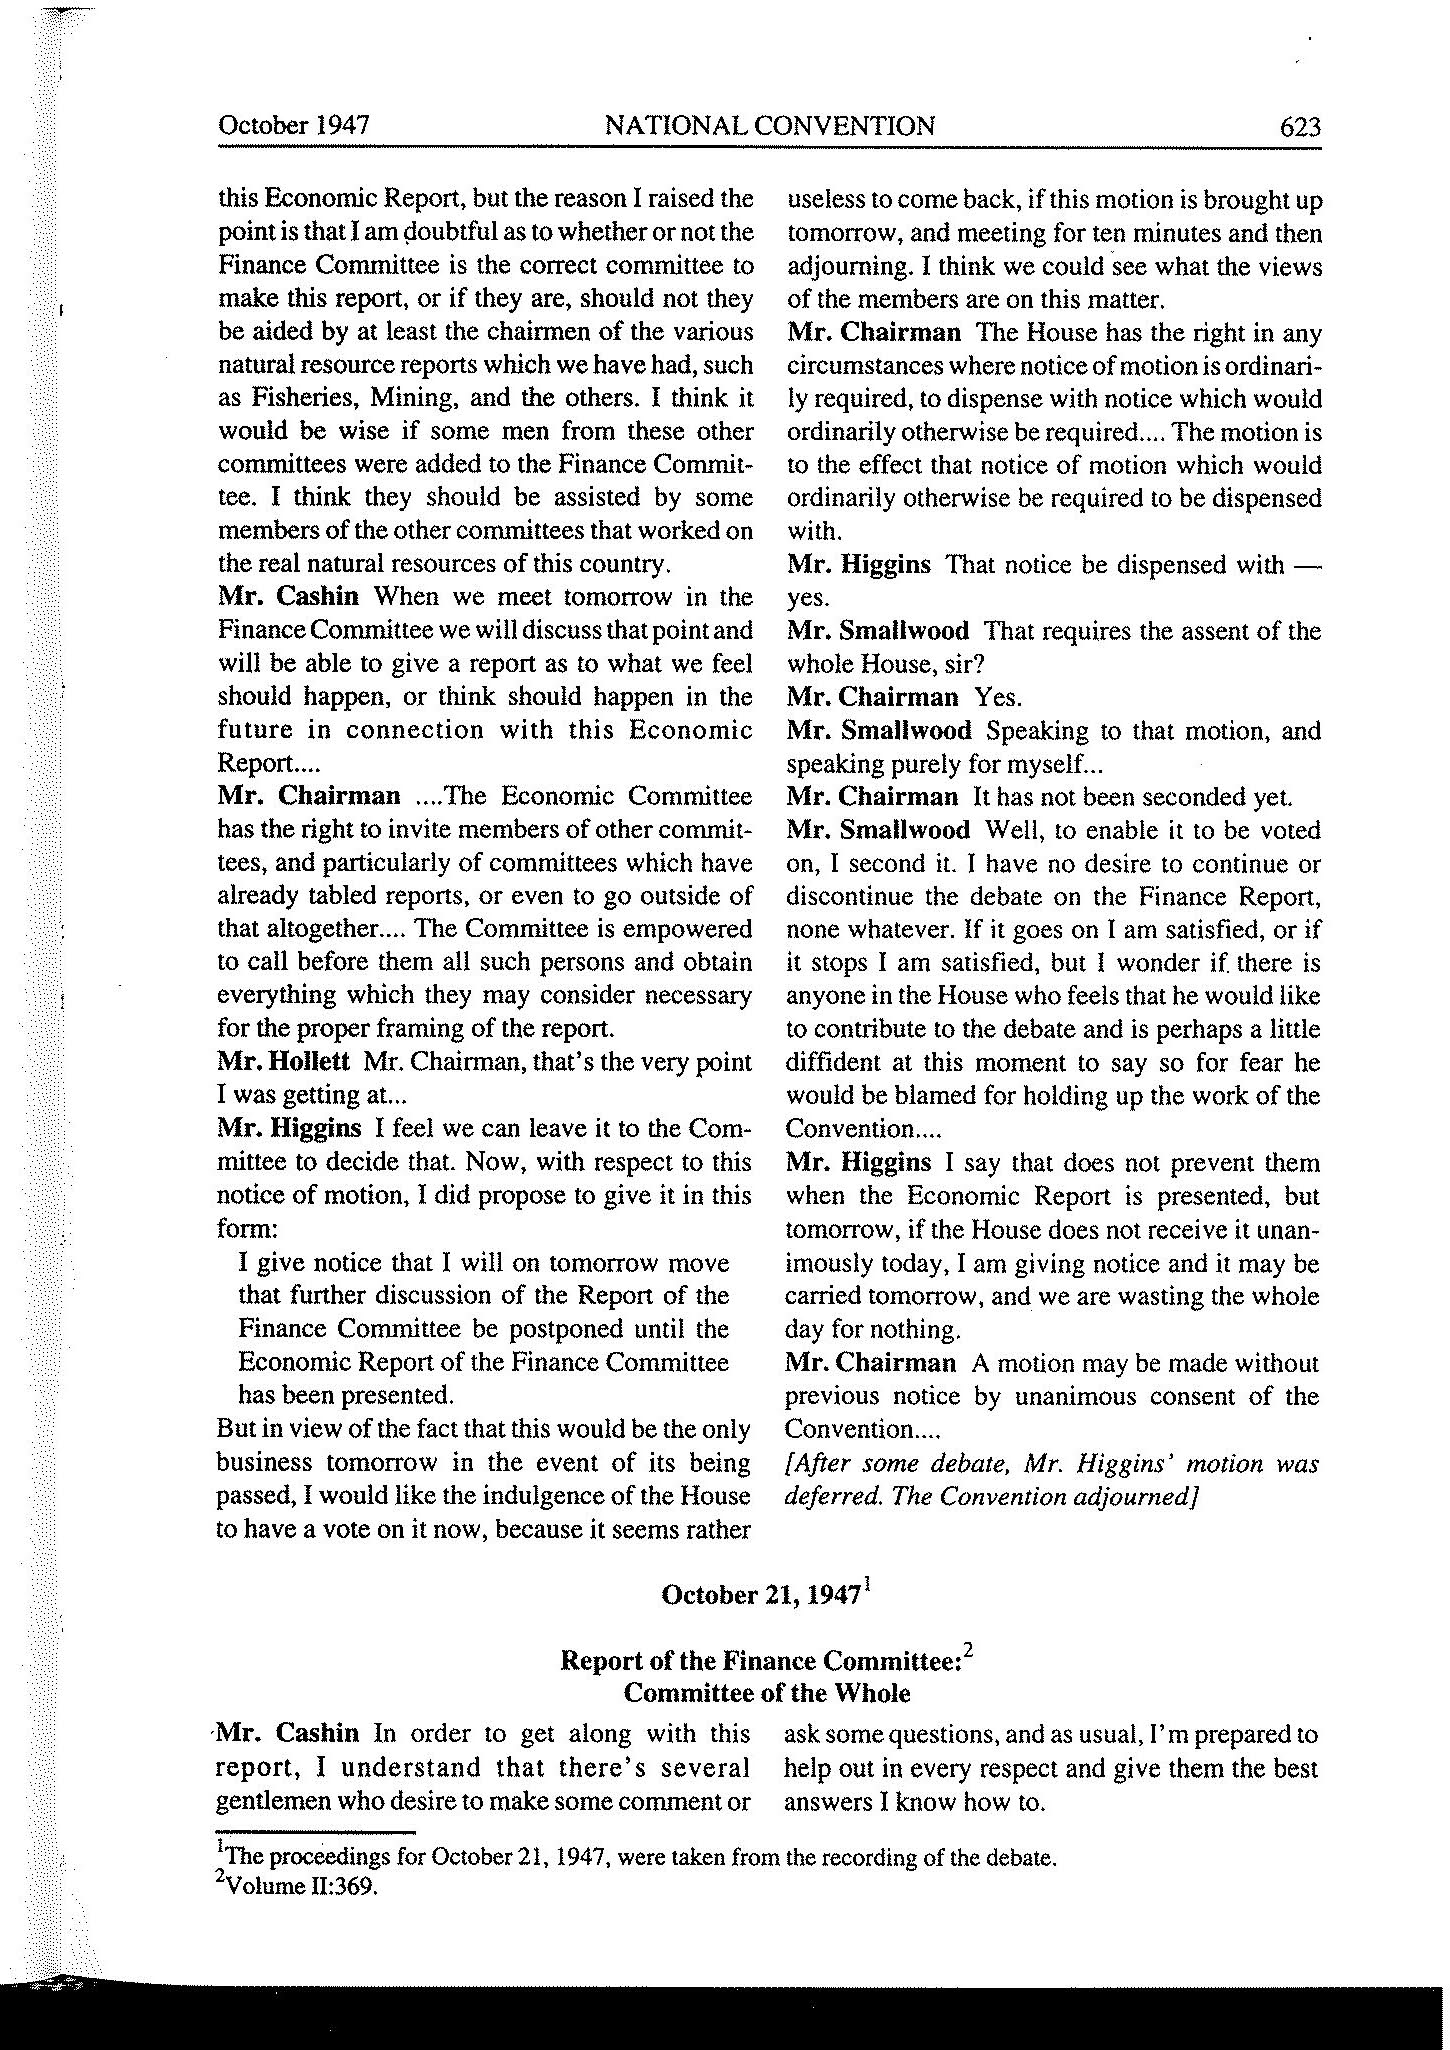 October 1947
NATIONAL CONVENTION
623
this Economic Report, but the reason I raised the
point is that I am doubtful as to whether or not the
Finance Committee is the correct committee to
make this report, or if they are, should not they
be aided by at least the chairmen of the various
natural resource reports which we have had, such
as Fisheries, Mining, and the others. I think it
would be wise if some men from these other
committees were added to the Finance Commit-
tee. I think they should be assisted by some
members of the other committees that worked on
the real natural resources of this country.
Mr. Cashin When we meet tomorrow in the
Finance Committee we will discuss that point and
will be able to give a report as to what we feel
should happen, or think should happen in the
future in connection with this Economic
Report....
Mr. Chairman ....The Economic Committee
has the right to invite members of other commit-
tees, and particularly of committees which have
already tabled reports, or even to go outside of
that altogether.... The Committee is empowered
to call before them all such persons and obtain
everything which they may consider necessary
for the proper framing of the report.
Mr. Hollett Mr. Chairman, that's the very point
I was getting at...
Mr. Higgins I feel we can leave it to the Com-
mittee to decide that. Now, with respect to this
notice of motion, I did propose to give it in this
form:
I give notice that I will on tomorrow move
that further discussion of the Report of the
Finance Committee be postponed until the
Economic Report of the Finance Committee
has been presented.
But in view of the fact that this would be the only
business tomorrow in the event of its being
passed, I would like the indulgence of the House
to have a vote on it now, because it seems rather
useless to come back, if this motion is brought up
tomorrow, and meeting for ten minutes and then
adjourning. I think we could see what the views
of the members are on this matter.
Mr. Chairman The House has the right in any
circumstances where notice of motion is ordinari-
ly required, to dispense with notice which would
ordinarily otherwise be required.... The motion is
to the effect that notice of motion which would
ordinarily otherwise be required to be dispensed
with.
Mr. Higgins That notice be dispensed with —
yes.
Mr. Smallwood That requires the assent of the
whole House, sir?
Mr. Chairman Yes.
Mr. Smallwood Speaking to that motion, and
speaking purely for myself...
Mr. Chairman It has not been seconded yet.
Mr. Smallwood Well, to enable it to be voted
on, I second it. I have no desire to continue or
discontinue the debate on the Finance Report,
none whatever. If it goes on I am satisfied, or if
it stops I am satisfied, but I wonder if there is
anyone in the House who feels that he would like
to contribute to the debate and is perhaps a little
diffident at this moment to say so for fear he
would be blamed for holding up the work of the
Convention....
Mr. Higgins I say that does not prevent them
when the Economic Report is presented, but
tomorrow, if the House does not receive it unan-
imously today, I am giving notice and it may be
carried tomorrow, and we are wasting the whole
day for nothing.
Mr. Chairman A motion may be made without
previous notice by unanimous consent of the
Convention....
[After some debate, Mr. Higgins' motion was
deferred. The Convention adjourned]
October 21, 1947¹
Report of the Finance Committee:²
Committee of the Whole
Mr. Cashin In order to get along with this
report, I understand that there's several
gentlemen who desire to make some comment or
ask some questions, and as usual, I'm prepared to
help out in every respect and give them the best
answers I know how to.
¹The proceedings for October 21, 1947, were taken from the recording of the debate.
²Volume II:369.